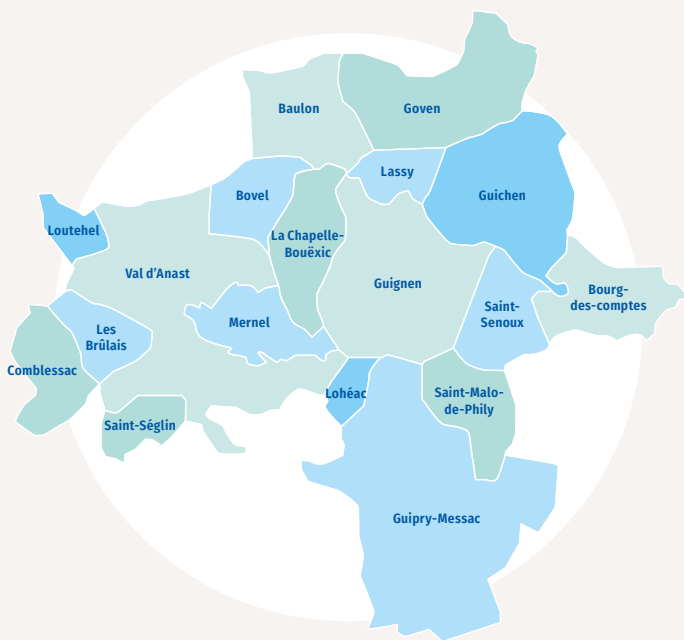 Baulon
Goven
Lassy
Bovel
Guichen
Loutehel
La Chapelle-
Bouëxic
Val d'Anast
Guignen
Bourg-
des-comptes
Saint-
Senoux
Mernel
Les
Brûlais
Comblessac
Lohéac
Saint-Malo-
de-Phily
Saint-Séglin
Guipry-Messac